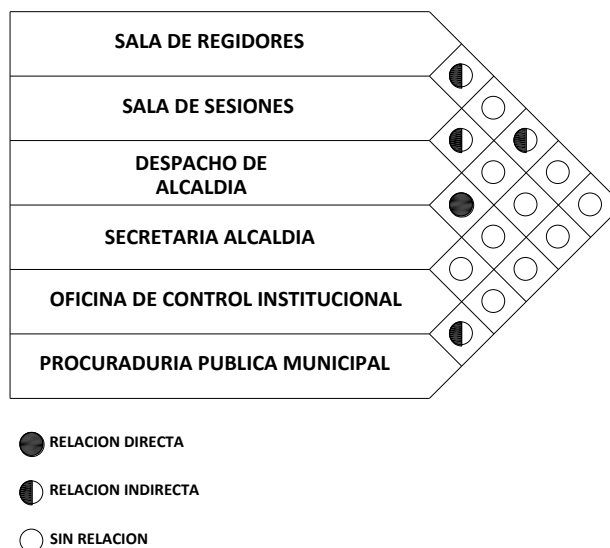 SALA DE REGIDORES
SALA DE SESIONES
DESPACHO DE
ALCALDIA
SECRETARIA ALCALDIA
OFICINA DE CONTROL INSTITUCIONAL
PROCURADURIA PUBLICA MUNICIPAL
RELACION DIRECTA
RELACION INDIRECTA
SIN RELACION